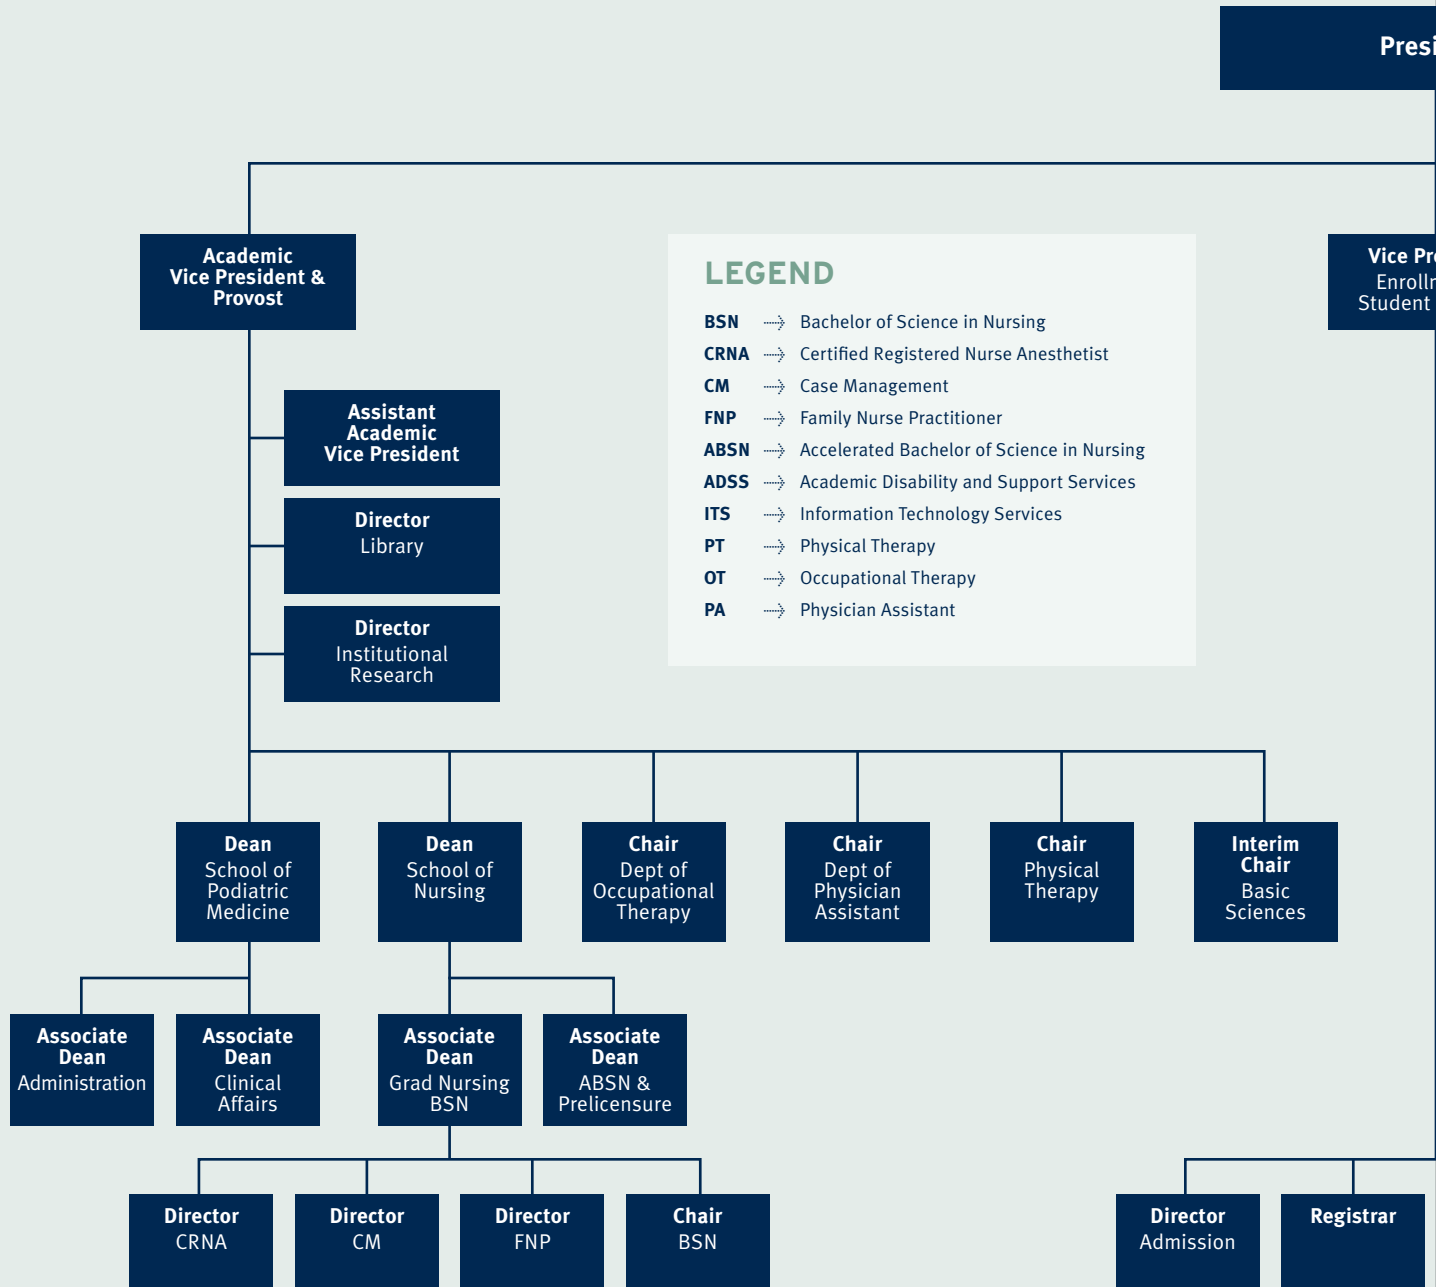 Academic
Vice President &
Provost
LEGEND
BSN Bachelor of Science in Nursing
CRNA Certified Registered Nurse Anesthetist
CM Case Management
FNP Family Nurse Practitioner
ABSN Accelerated Bachelor of Science in Nursing
ADSS Academic Disability and Support Services
ITS Information Technology Services
PT Physical Therapy
OT Occupational Therapy
PA Physician Assistant
Vice
Student
Assistant
Academic
Vice President
Director
Library
Director
Institutional
Research
Dean
School of
Podiatric
Medicine
Dean
School of
Nursing
Chair
Dept of
Occupational
Therapy
Chair
Dept of
Physician
Assistant
Chair
Physical
Therapy
Interim
Chair
Basic
Sciences
Associate
Dean
Administration
Associate
Dean
Clinical
Affairs
Associate
Dean
Grad Nursing
BSN
Associate
Dean
ABSN &
Prelicensure
Director
CRNA
Director
CM
Director
FNP
Chair
BSN
Director
Admission
Registrar